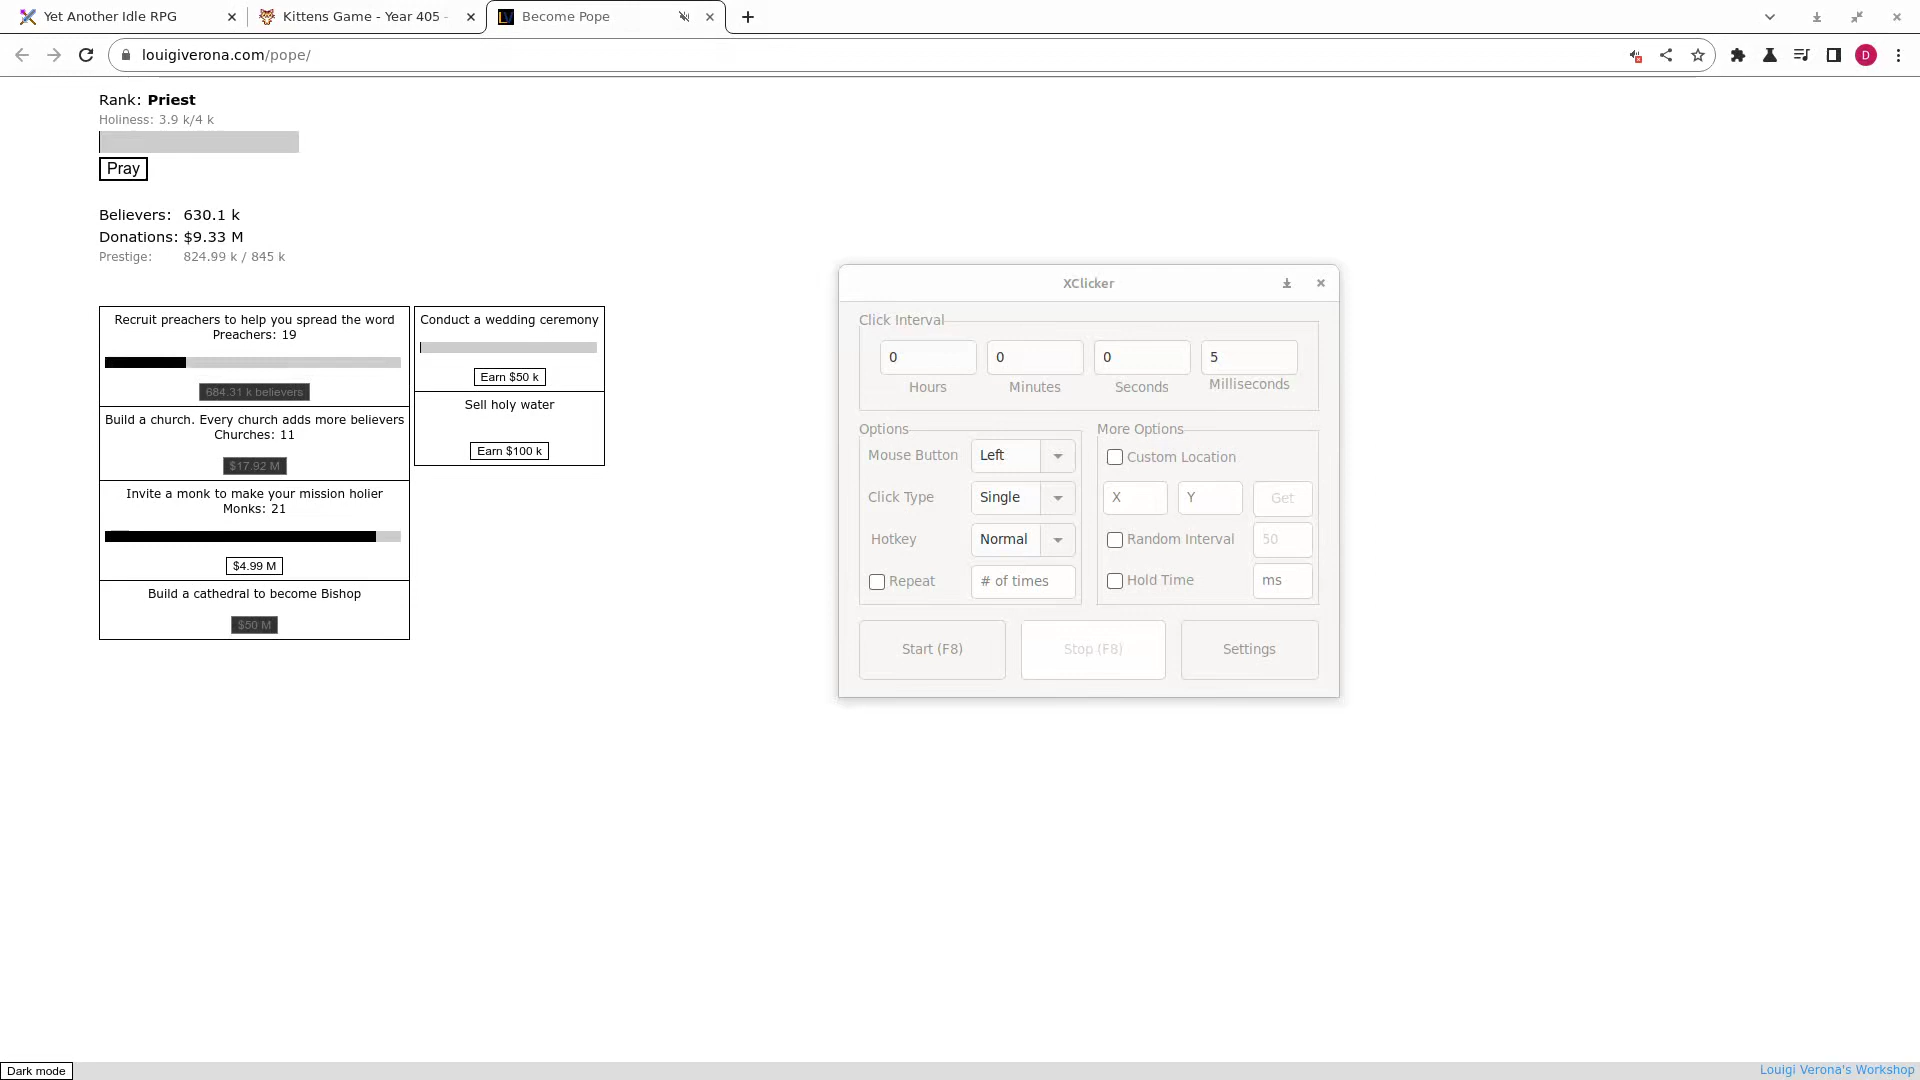 Yet Another Idle RPG
Kittens Game - Year 405 -
Become Pope
louigiverona.com/pope/
D
Rank: Priest
Holiness: 3.9 k/4 k
Pray
Believers: 630.1 k
Donations: $9.33 M
Prestige: 824.99 k / 845 k
Recruit preachers to help you spread the word
Preachers: 19
684.31 k believers
Build a church. Every church adds more believers
Churches: 11
$17.92 M
Invite a monk to make your mission holier
Monks: 21
$4.99 M
Build a cathedral to become Bishop
$50 M
Conduct a wedding ceremony
Earn $50 k
Sell holy water
Earn $100 k
XClicker
Click Interval
0 0 0 5
Hours Minutes Seconds Milliseconds
Options
Mouse Button Left
Click Type Single
Hotkey Normal
Repeat # of times
More Options
Custom Location
X Y Get
Random Interval 50
Hold Time ms
Start (F8) Stop (F8) Settings
Dark mode
Louigi Verona's Workshop